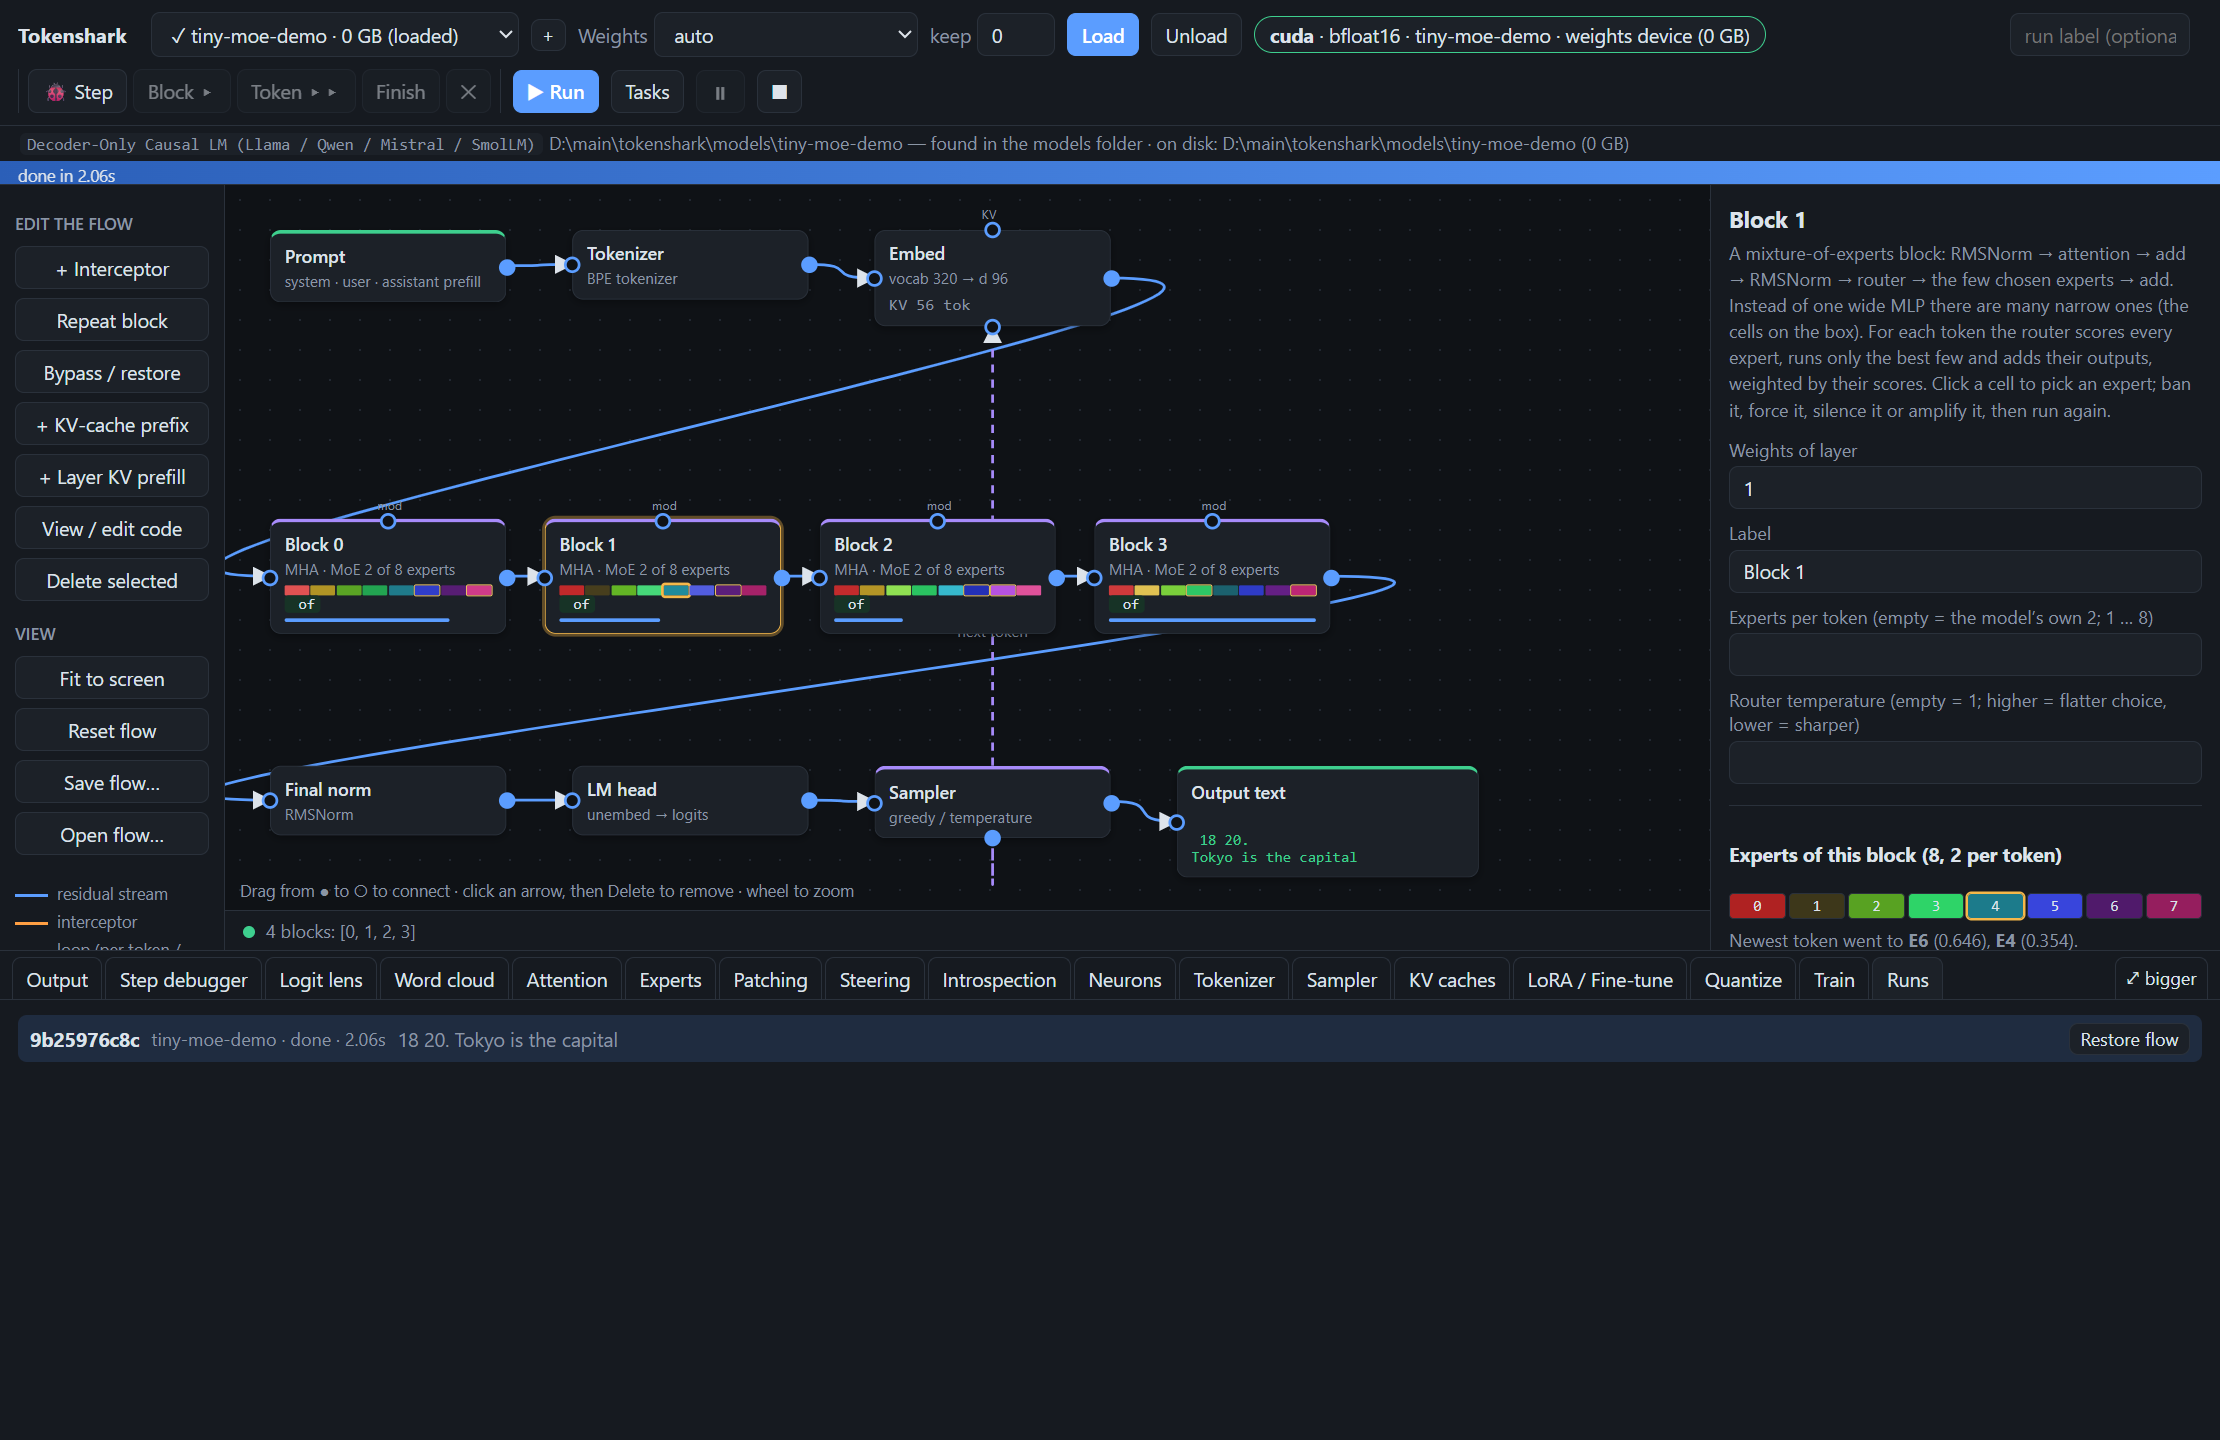 Tokenshark
✓ tiny-moe-demo · 0 GB (loaded)
+
Weights
auto
keep
0
Load
Unload
cuda · bfloat16 · tiny-moe-demo · weights device (0 GB)
run label (optiona
Step
Block ▸
Token ▸ ▸
Finish
✕
▶ Run
Tasks
Decoder-Only Causal LM (Llama / Qwen / Mistral / SmolLM)
D:\main\tokenshark\models\tiny-moe-demo — found in the models folder · on disk: D:\main\tokenshark\models\tiny-moe-demo (0 GB)
done in 2.06s
EDIT THE FLOW
+ Interceptor
Repeat block
Bypass / restore
+ KV-cache prefix
+ Layer KV prefill
View / edit code
Delete selected
VIEW
Fit to screen
Reset flow
Save flow...
Open flow...
residual stream
interceptor
loop (per token /
Prompt
system · user · assistant prefill
Tokenizer
BPE tokenizer
KV
Embed
vocab 320 → d 96
KV 56 tok
mod
Block 0
MHA · MoE 2 of 8 experts
of
mod
Block 1
MHA · MoE 2 of 8 experts
of
mod
Block 2
MHA · MoE 2 of 8 experts
of
mod
Block 3
MHA · MoE 2 of 8 experts
of
next token
Final norm
RMSNorm
LM head
unembed → logits
Sampler
greedy / temperature
Output text
18 20.
Tokyo is the capital
Drag from ● to ○ to connect · click an arrow, then Delete to remove · wheel to zoom
4 blocks: [0, 1, 2, 3]
Block 1
A mixture-of-experts block: RMSNorm → attention → add
→ RMSNorm → router → the few chosen experts → add.
Instead of one wide MLP there are many narrow ones (the
cells on the box). For each token the router scores every
expert, runs only the best few and adds their outputs,
weighted by their scores. Click a cell to pick an expert; ban
it, force it, silence it or amplify it, then run again.
Weights of layer
1
Label
Block 1
Experts per token (empty = the model’s own 2; 1 … 8)
Router temperature (empty = 1; higher = flatter choice,
lower = sharper)
Experts of this block (8, 2 per token)
0 1 2 3 4 5 6 7
Newest token went to E6 (0.646), E4 (0.354).
Output
Step debugger
Logit lens
Word cloud
Attention
Experts
Patching
Steering
Introspection
Neurons
Tokenizer
Sampler
KV caches
LoRA / Fine-tune
Quantize
Train
Runs
⤢ bigger
9b25976c8c tiny-moe-demo · done · 2.06s 18 20. Tokyo is the capital
Restore flow